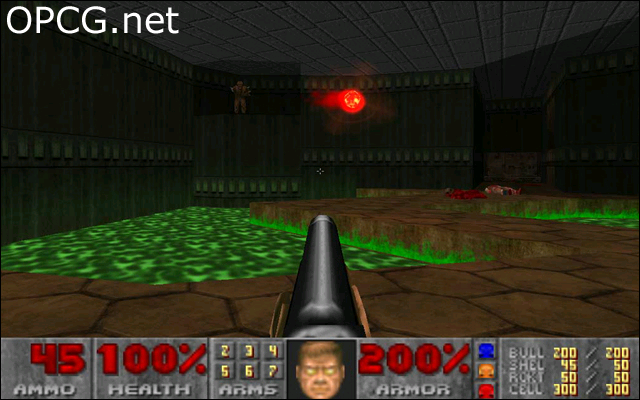 OPCG.net
45 100% 2 3 4 200% BULL 200 / 200
5 6 7 SHEL 45 / 50
RCKT 50 / 50
AMMO HEALTH ARMS ARMOR CELL 300 / 300